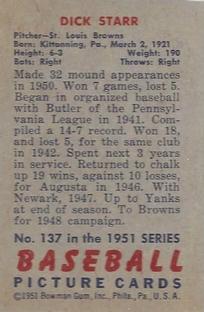 DICK STARR
Pitcher—St. Louis Browns
Born: Kittanning, Pa., March 2, 1921
Height: 6-3 Weight: 190
Bats: Right Throws: Right
Made 32 mound appearances
in 1950. Won 7 games, lost 5.
Began in organized baseball
with Butler of the Pennsyl-
vania League in 1941. Com-
piled a 14-7 record. Won 18,
and lost 5, for the same club
in 1942. Spent next 3 years
in service. Returned to chalk
up 19 wins, against 10 losses,
for Augusta in 1946. With
Newark, 1947. Up to Yanks
at end of season. To Browns
for 1948 campaign.
No. 137 in the 1951 SERIES
BASEBALL
PICTURE CARDS
©1951 Bowman Gum, Inc., Phila., Pa., U. S. A.